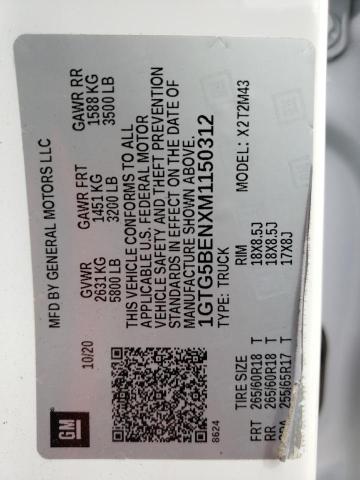 MFD BY GENERAL MOTORS LLC
10/20
GVWR
2631 KG
5800 LB
GAWR FRT
1451 KG
3200 LB
GAWR RR
1588 KG
3500 LB
THIS VEHICLE CONFORMS TO ALL
APPLICABLE U.S. FEDERAL MOTOR
VEHICLE SAFETY AND THEFT PREVENTION
STANDARDS IN EFFECT ON THE DATE OF
MANUFACTURE SHOWN ABOVE.
1GTG5BENXM1150312
TYPE: TRUCK
MODEL: X2T2M43
GM
8624
TIRE SIZE RIM
FRT 265/60R18 T 18X8.5J
RR 265/60R18 T 18X8.5J
255/65R17 T 17X8J